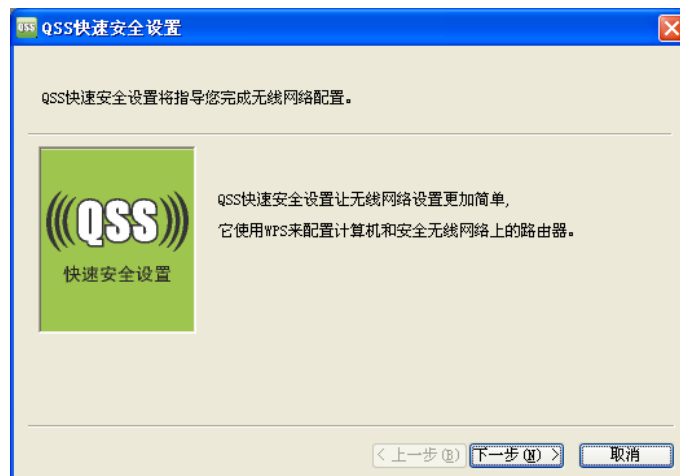 QSS QSS快速安全设置
QSS快速安全设置将指导您完成无线网络配置。
(((QSS)))
快速安全设置
QSS快速安全设置让无线网络设置更加简单,
它使用WPS来配置计算机和安全无线网络上的路由器。
< 上一步(B) 下一步(N) > 取消